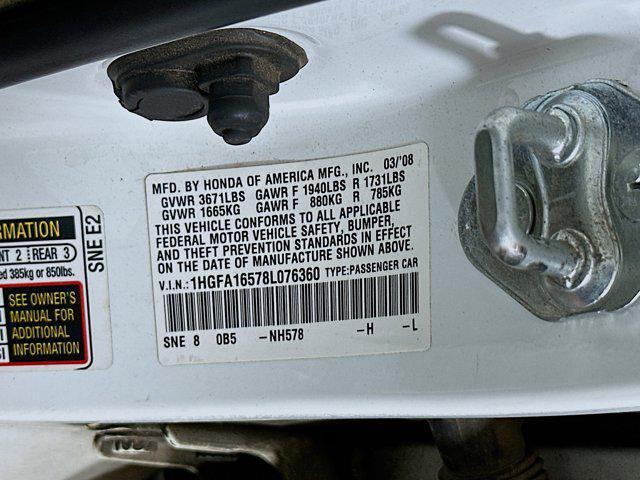 MFD. BY HONDA OF AMERICA MFG., INC. 03/'08
GVWR 3671LBS GAWR F 1940LBS R 1731LBS
GVWR 1665KG GAWR F 880KG R 785KG
THIS VEHICLE CONFORMS TO ALL APPLICABLE
FEDERAL MOTOR VEHICLE SAFETY, BUMPER,
AND THEFT PREVENTION STANDARDS IN EFFECT
ON THE DATE OF MANUFACTURE SHOWN ABOVE.
V.I.N.: 1HGFA16578L076360 TYPE:PASSENGER CAR
SNE 8 0B5 -NH578 -H -L
2 REAR 3
385kg or 850lbs.
SEE OWNER'S
MANUAL FOR
ADDITIONAL
INFORMATION
SNE E2